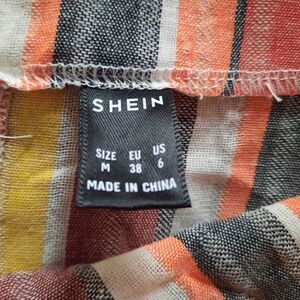 SHEIN
SIZE EU US
M 38 6
MADE IN CHINA